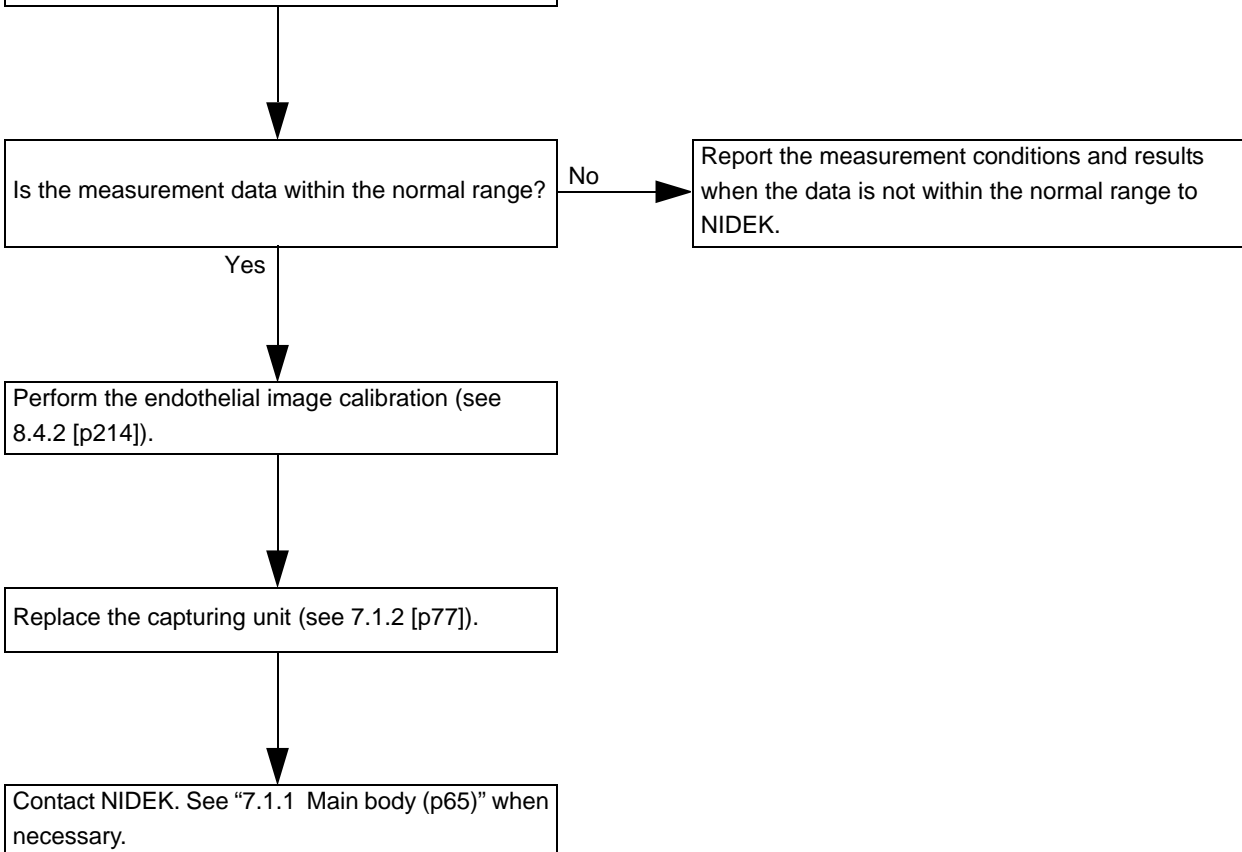 Is the measurement data within the normal range?
No
Report the measurement conditions and results
when the data is not within the normal range to
NIDEK.
Yes
Perform the endothelial image calibration (see
8.4.2 [p214]).
Replace the capturing unit (see 7.1.2 [p77]).
Contact NIDEK. See “7.1.1  Main body (p65)” when
necessary.